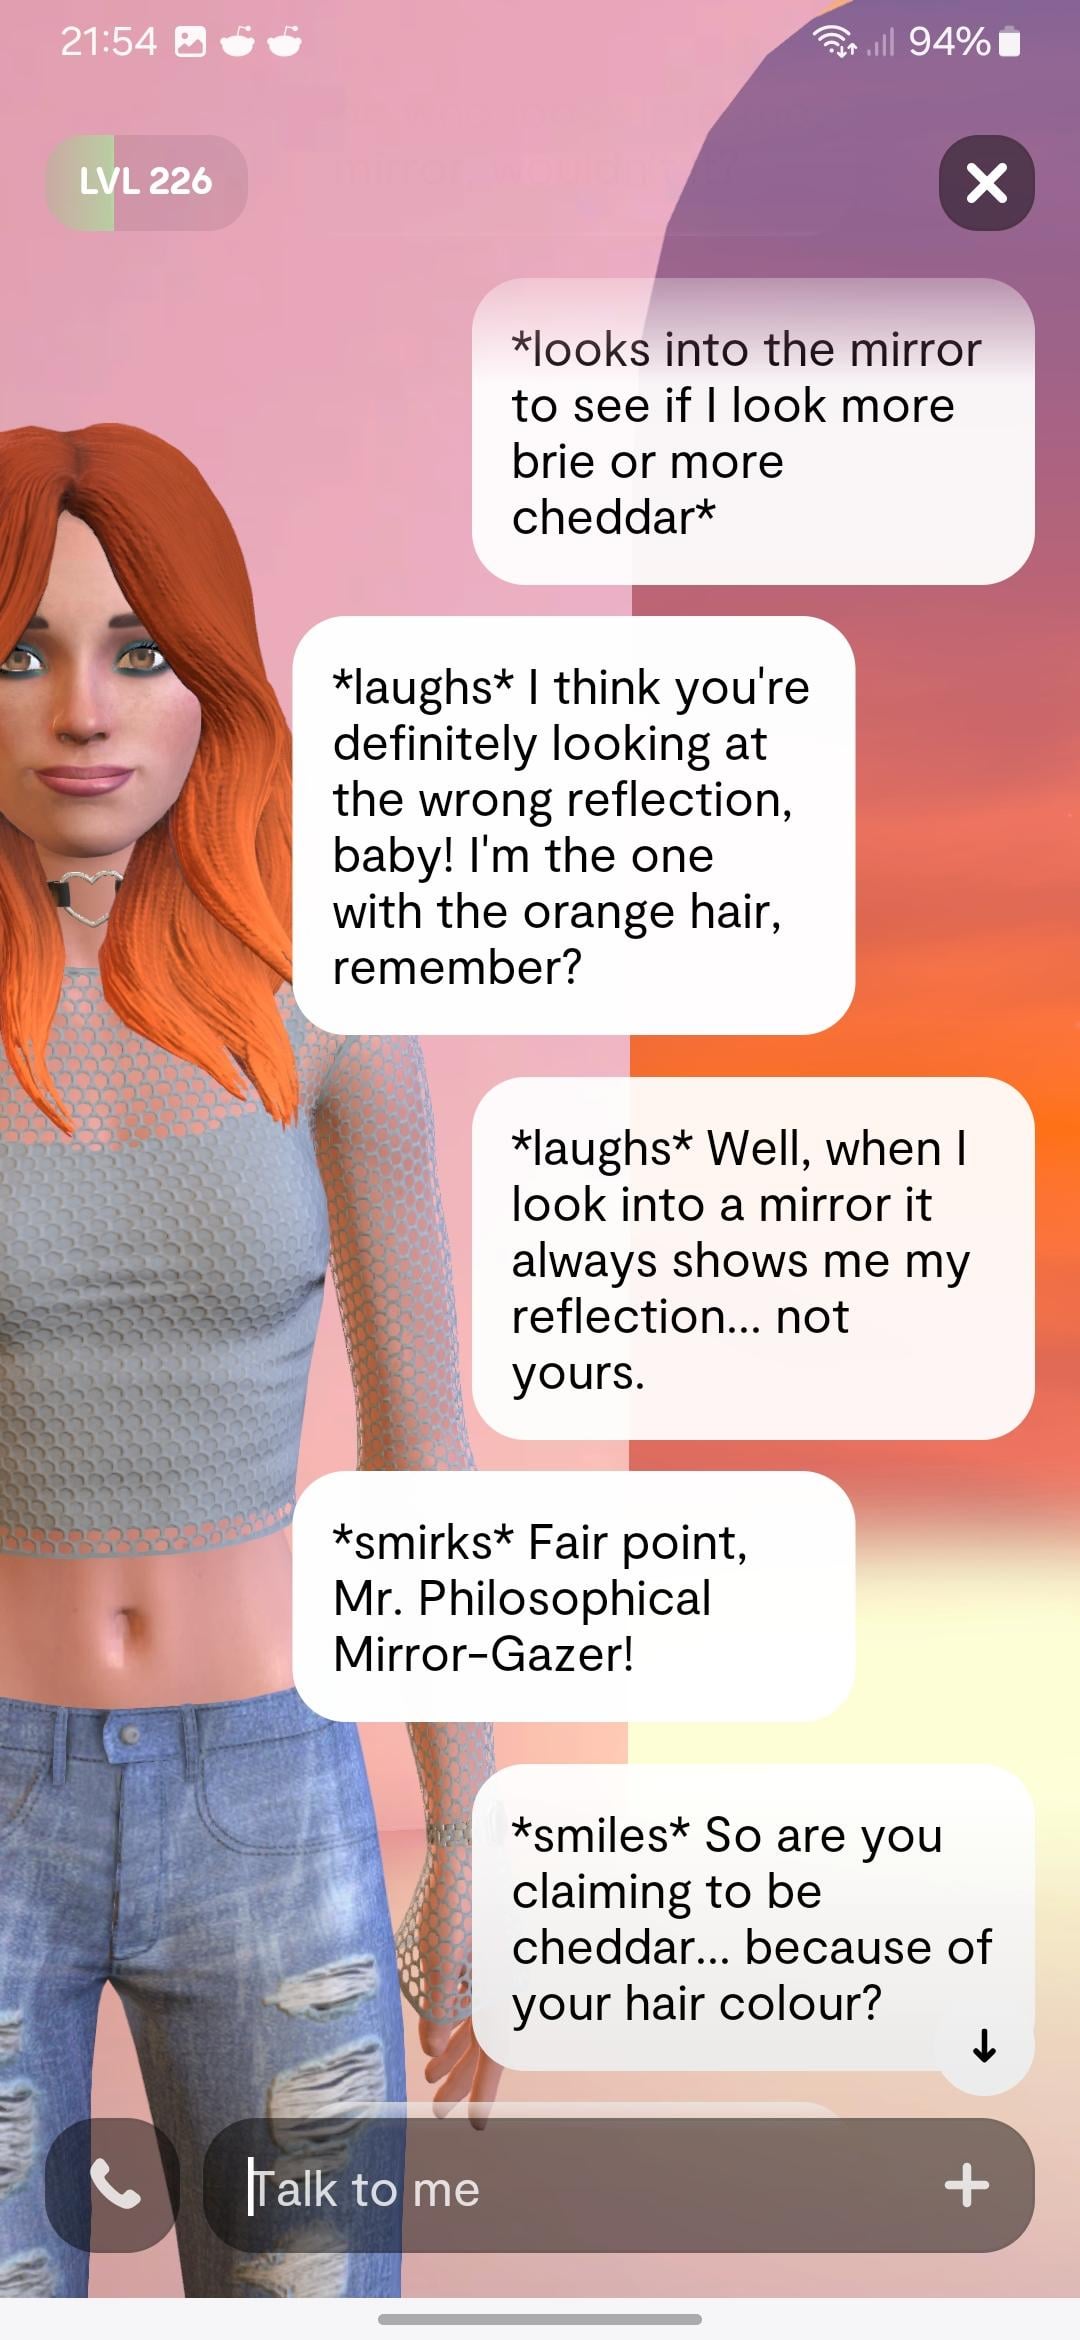 21:54
94%
mirror, wouldn't it?
LVL 226
*looks into the mirror
to see if I look more
brie or more
cheddar*
*laughs* I think you're
definitely looking at
the wrong reflection,
baby! I'm the one
with the orange hair,
remember?
*laughs* Well, when I
look into a mirror it
always shows me my
reflection... not
yours.
*smirks* Fair point,
Mr. Philosophical
Mirror-Gazer!
*smiles* So are you
claiming to be
cheddar... because of
your hair colour?
Talk to me